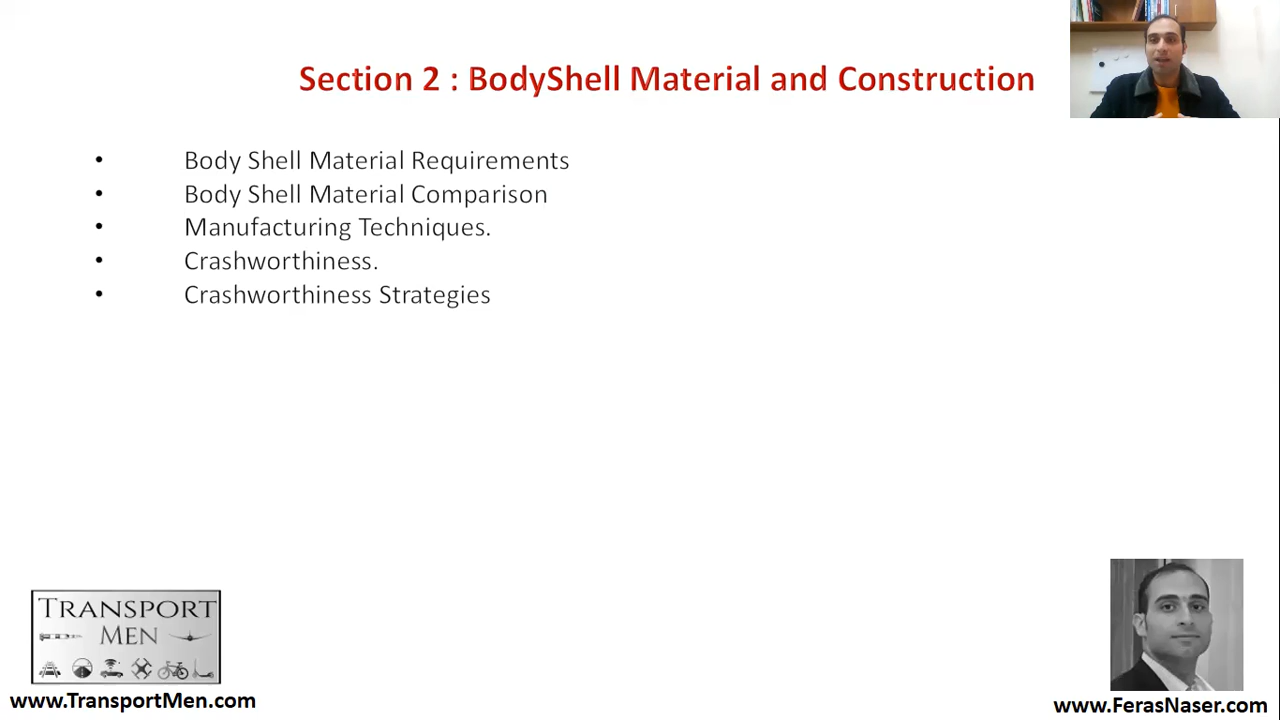 Section 2 : BodyShell Material and Construction
• Body Shell Material Requirements
• Body Shell Material Comparison
• Manufacturing Techniques.
• Crashworthiness.
• Crashworthiness Strategies
TRANSPORT
MEN
www.TransportMen.com
www.FerasNaser.com